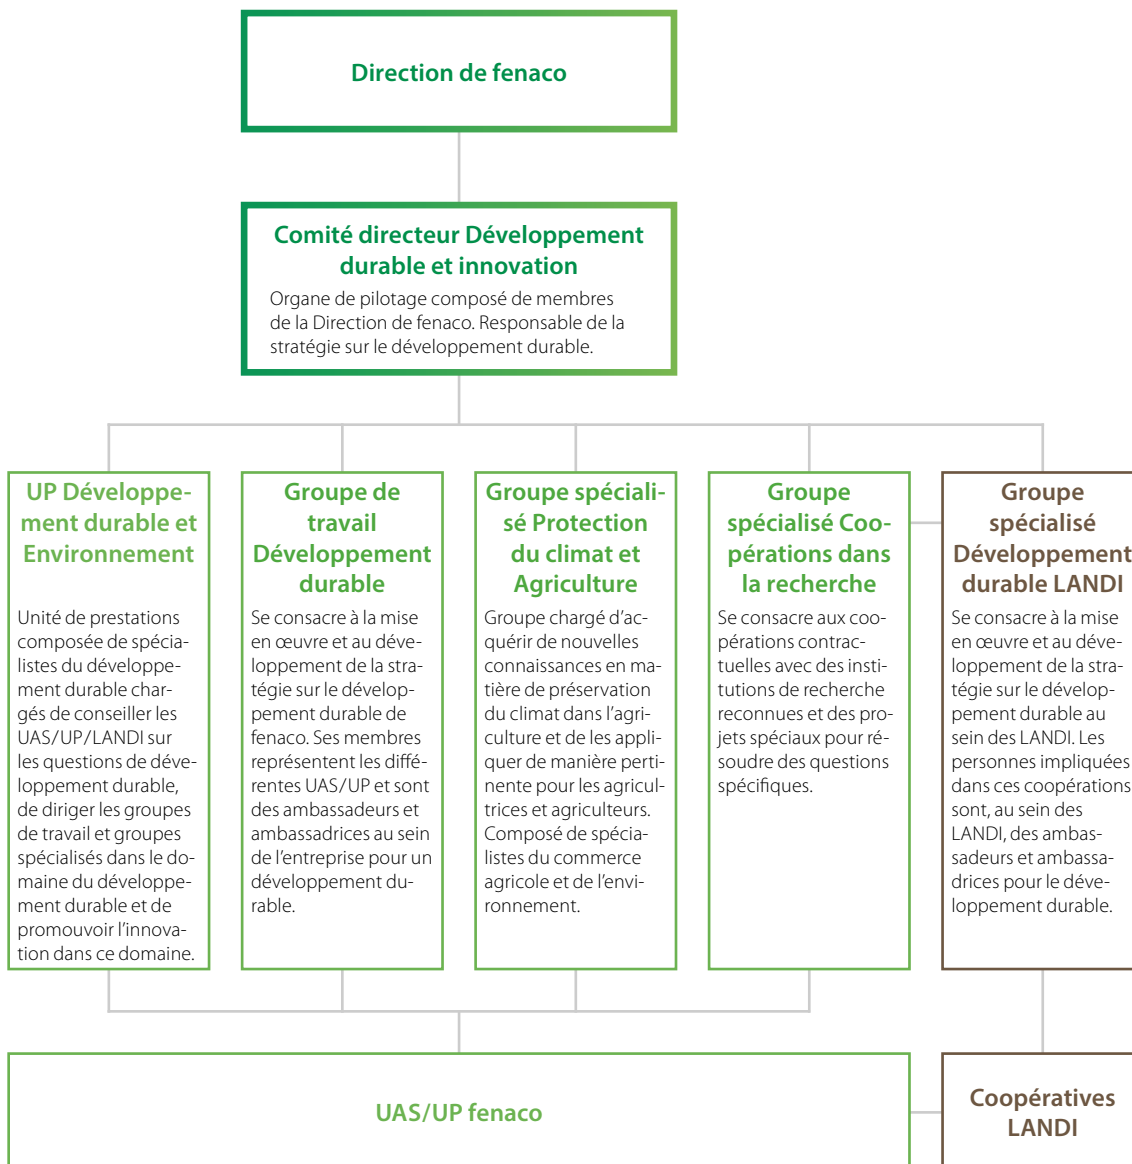 Direction de fenaco
Comité directeur Développement
durable et innovation
Organe de pilotage composé de membres
de la Direction de fenaco. Responsable de la
stratégie sur le développement durable.
UP Développe-
ment durable et
Environnement
Unité de prestations
composée de spécia-
listes du développe-
ment durable char-
gés de conseiller les
UAS/UP/LANDI sur
les questions de déve-
loppement durable,
de diriger les groupes
de travail et groupes
spécialisés dans le do-
maine du développe-
ment durable et de
promouvoir l’innova-
tion dans ce domaine.
Groupe de
travail
Développement
durable
Se consacre à la mise
en œuvre et au déve-
loppement de la stra-
tégie sur le dévelop-
pement durable de
fenaco. Ses membres
représentent les diffé-
rentes UAS/UP et sont
des ambassadeurs et
ambassadrices au sein
de l’entreprise pour un
développement du-
rable.
Groupe spéciali-
sé Protection
du climat et
Agriculture
Groupe chargé d’ac-
quérir de nouvelles
connaissances en ma-
tière de préservation
du climat dans l’agri-
culture et de les appli-
quer de manière perti-
nente pour les agricul-
trices et agriculteurs.
Composé de spécia-
listes du commerce
agricole et de l’envi-
ronnement.
Groupe
spécialisé Coo-
pérations dans
la recherche
Se consacre aux coo-
pérations contrac-
tuelles avec des insti-
tutions de recherche
reconnues et des pro-
jets spéciaux pour ré-
soudre des questions
spécifiques.
Groupe
spécialisé
Développement
durable LANDI
Se consacre à la mise
en œuvre et au déve-
loppement de la stra-
tégie sur le dévelop-
pement durable au
sein des LANDI. Les
personnes impliquées
dans ces coopérations
sont, au sein des
LANDI, des ambas-
sadeurs et ambassa-
drices pour le déve-
loppement durable.
UAS/UP fenaco
Coopératives
LANDI